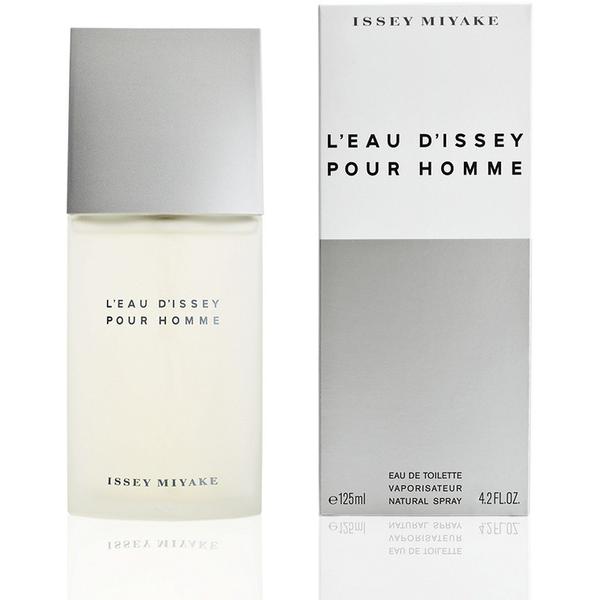 L'EAU D'ISSEY
POUR HOMME
ISSEY MIYAKE
ISSEY MIYAKE
L'EAU D'ISSEY
POUR HOMME
EAU DE TOILETTE
VAPORISATEUR
℮125ml NATURAL SPRAY 4.2FL.OZ.